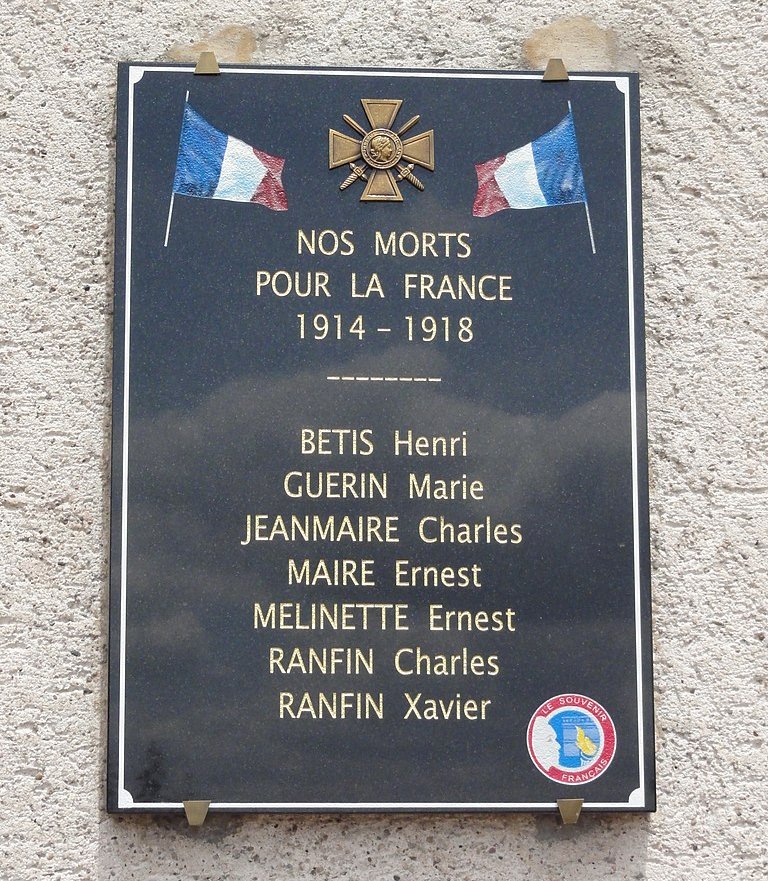 NOS MORTS
POUR LA FRANCE
1914 – 1918
BETIS Henri
GUERIN Marie
JEANMAIRE Charles
MAIRE Ernest
MELINETTE Ernest
RANFIN Charles
RANFIN Xavier
LE SOUVENIR
FRANÇAIS